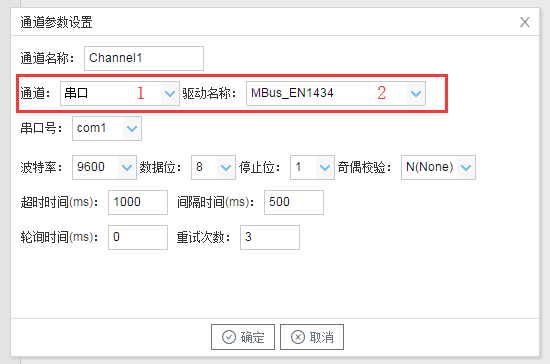 通道参数设置
通道名称： Channel1
通道： 串口 1 驱动名称： MBus_EN1434 2
串口号： com1
波特率： 9600 数据位： 8 停止位： 1 奇偶校验： N(None)
超时时间(ms)： 1000 间隔时间(ms)： 500
轮询时间(ms)： 0 重试次数： 3
确定 取消